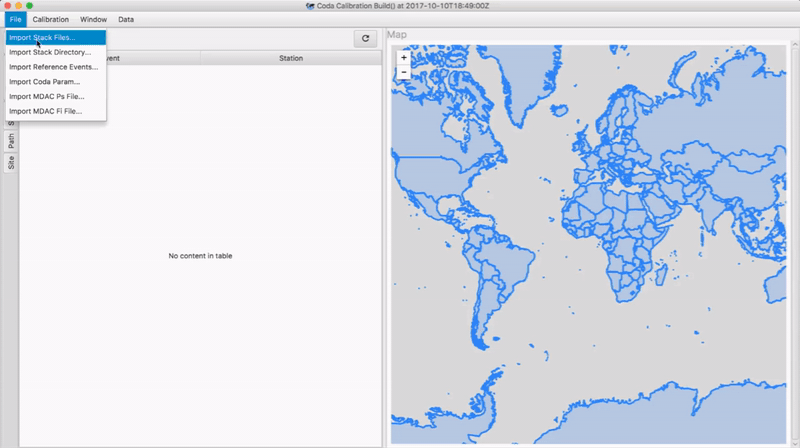 Coda Calibration Build() at 2017-10-10T18:49:00Z
File Calibration Window Data
Import Stack Files...
Import Stack Directory...
Import Reference Events...
Import Coda Param...
Import MDAC Ps File...
Import MDAC Fi File...
Station
Path
Site
No content in table
Map
+
−